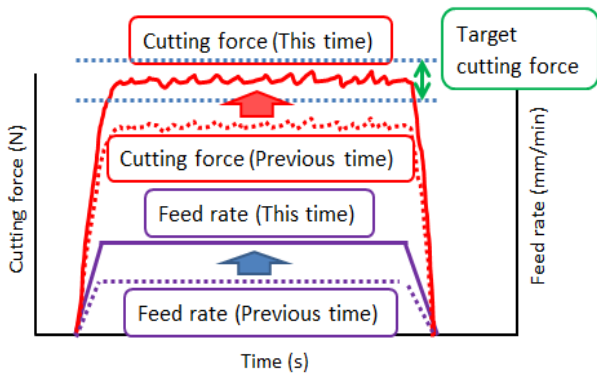 Cutting force (This time)
Target
cutting force
Cutting force (N)
Feed rate (mm/min)
Cutting force (Previous time)
Feed rate (This time)
Feed rate (Previous time)
Time (s)